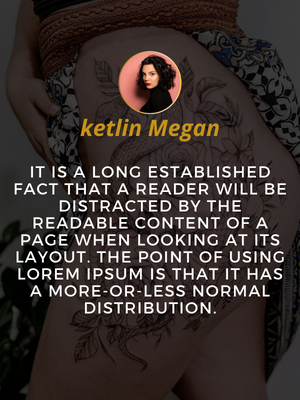 ketlin Megan
IT IS A LONG ESTABLISHED
FACT THAT A READER WILL BE
DISTRACTED BY THE
READABLE CONTENT OF A
PAGE WHEN LOOKING AT ITS
LAYOUT. THE POINT OF USING
LOREM IPSUM IS THAT IT HAS
A MORE-OR-LESS NORMAL
DISTRIBUTION.